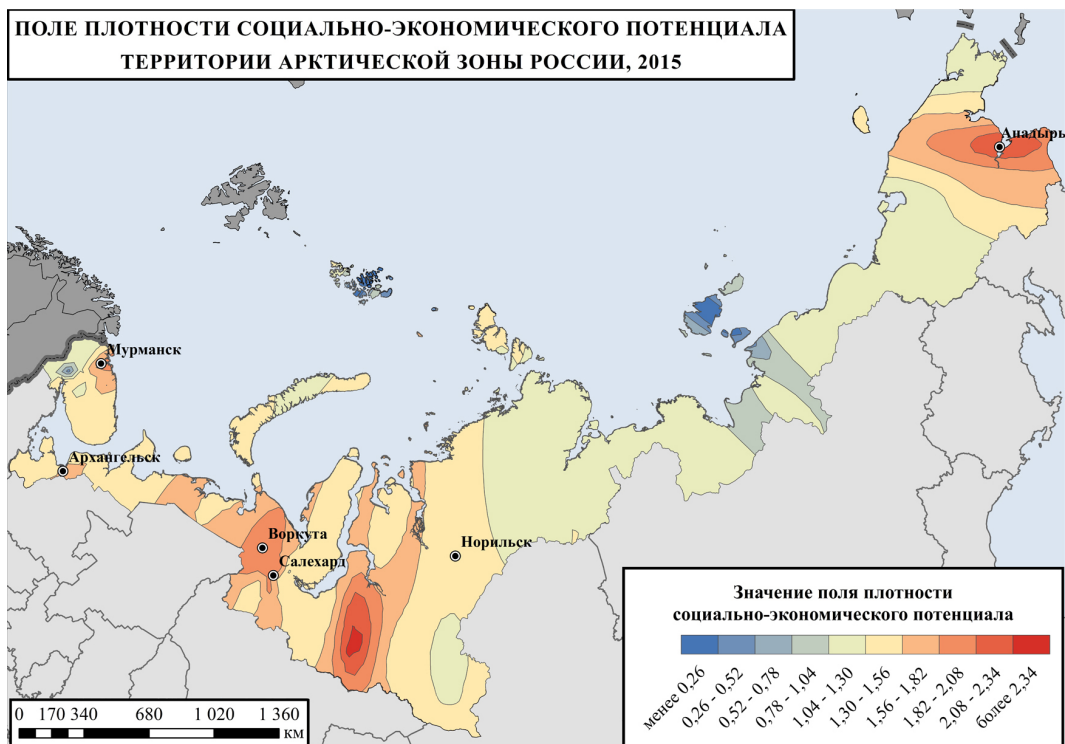 ПОЛЕ ПЛОТНОСТИ СОЦИАЛЬНО-ЭКОНОМИЧЕСКОГО ПОТЕНЦИАЛА
ТЕРРИТОРИИ АРКТИЧЕСКОЙ ЗОНЫ РОССИИ, 2015
Анадырь
Мурманск
Архангельск
Воркута
Салехард
Норильск
Значение поля плотности
социально-экономического потенциала
менее 0,26
0,26 - 0,52
0,52 - 0,78
0,78 - 1,04
1,04 - 1,30
1,30 - 1,56
1,56 - 1,82
1,82 - 2,08
2,08 - 2,34
более 2,34
0 170 340 680 1 020 1 360
км